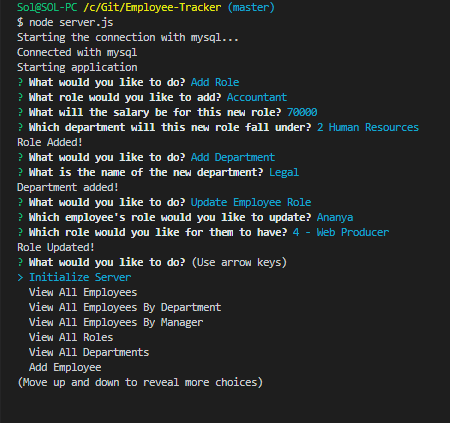 Sol@SOL-PC /c/Git/Employee-Tracker (master)
$ node server.js
Starting the connection with mysql...
Connected with mysql
Starting application
? What would you like to do? Add Role
? What role would you like to add? Accountant
? What will the salary be for this new role? 70000
? Which department will this new role fall under? 2 Human Resources
Role Added!
? What would you like to do? Add Department
? What is the name of the new department? Legal
Department added!
? What would you like to do? Update Employee Role
? Which employee's role would you like to update? Ananya
? Which role would you like for them to have? 4 - Web Producer
Role Updated!
? What would you like to do? (Use arrow keys)
> Initialize Server
View All Employees
View All Employees By Department
View All Employees By Manager
View All Roles
View All Departments
Add Employee
(Move up and down to reveal more choices)